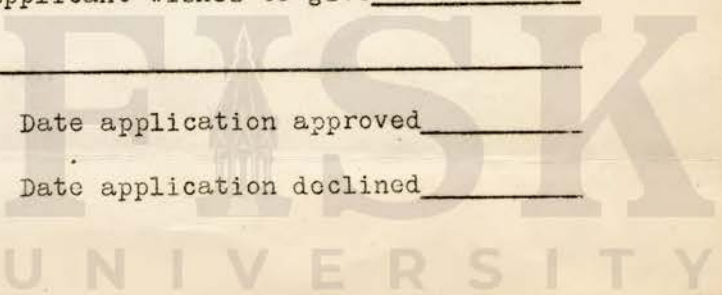 applicant wishes to give
Date application approved
Date application declined
FISK
UNIVERSITY